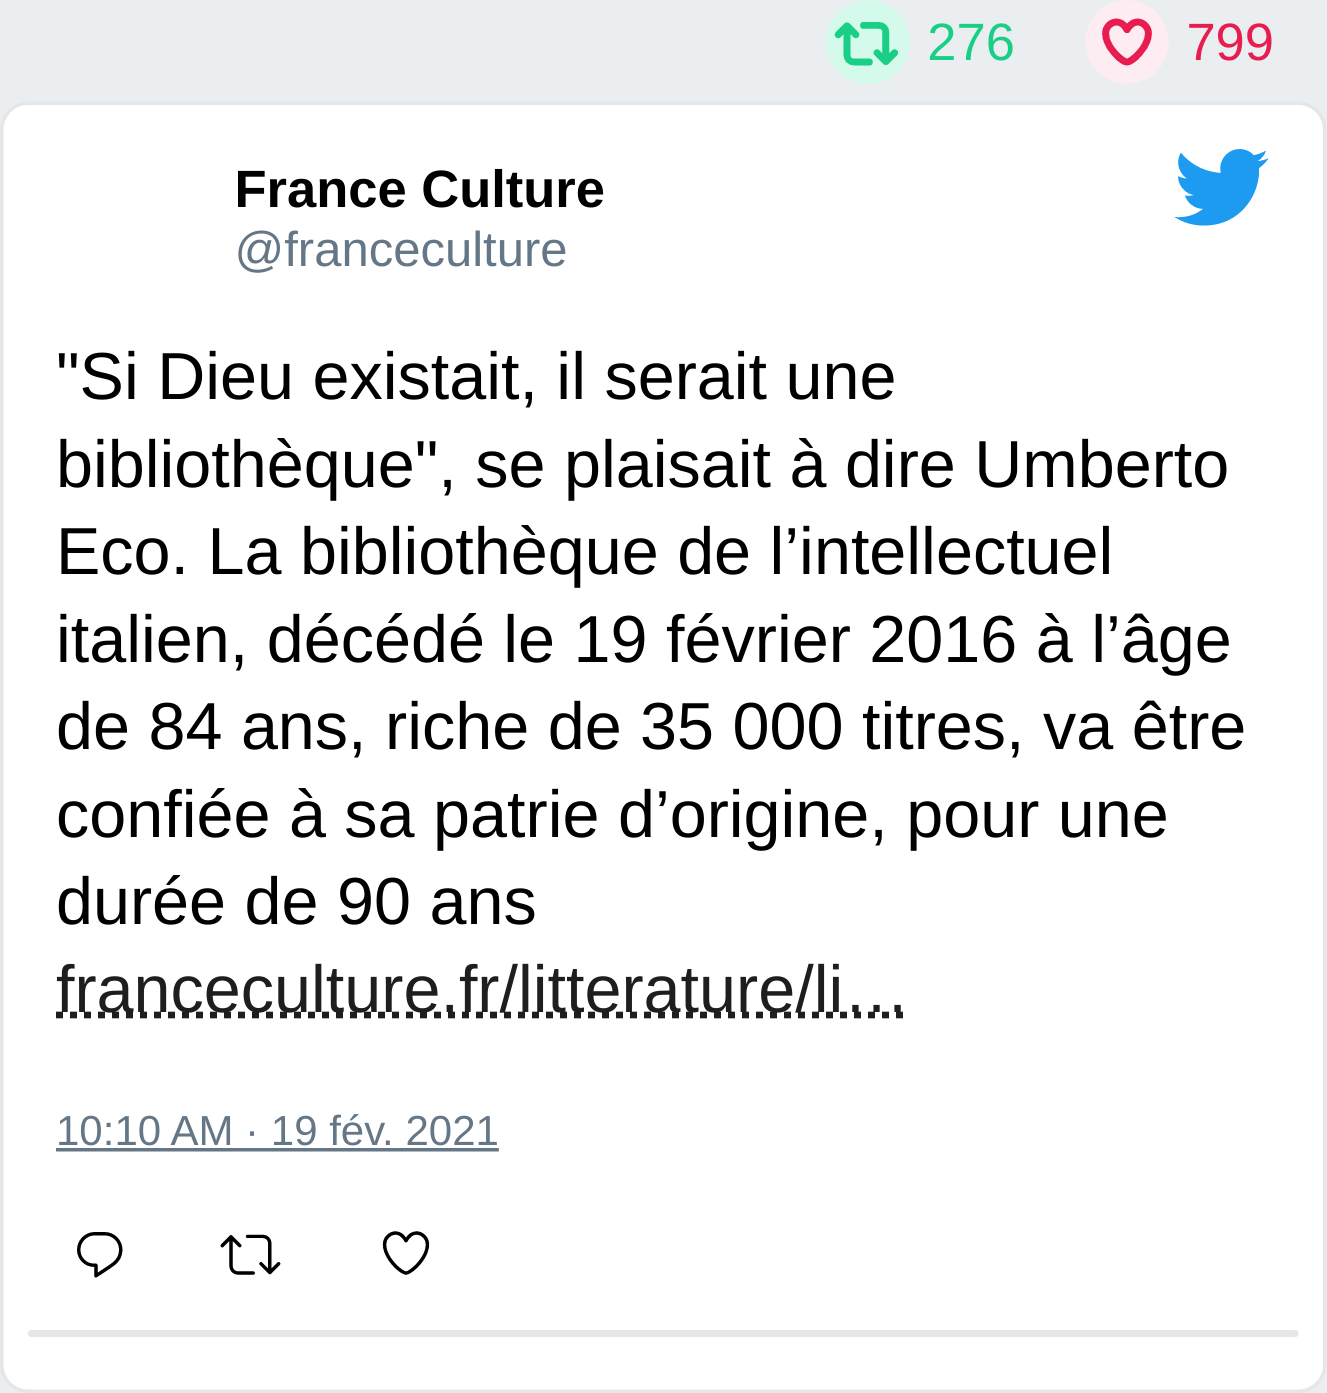 276 799
France Culture
@franceculture
"Si Dieu existait, il serait une
bibliothèque", se plaisait à dire Umberto
Eco. La bibliothèque de l’intellectuel
italien, décédé le 19 février 2016 à l’âge
de 84 ans, riche de 35 000 titres, va être
confiée à sa patrie d’origine, pour une
durée de 90 ans
franceculture.fr/litterature/li…
10:10 AM · 19 fév. 2021